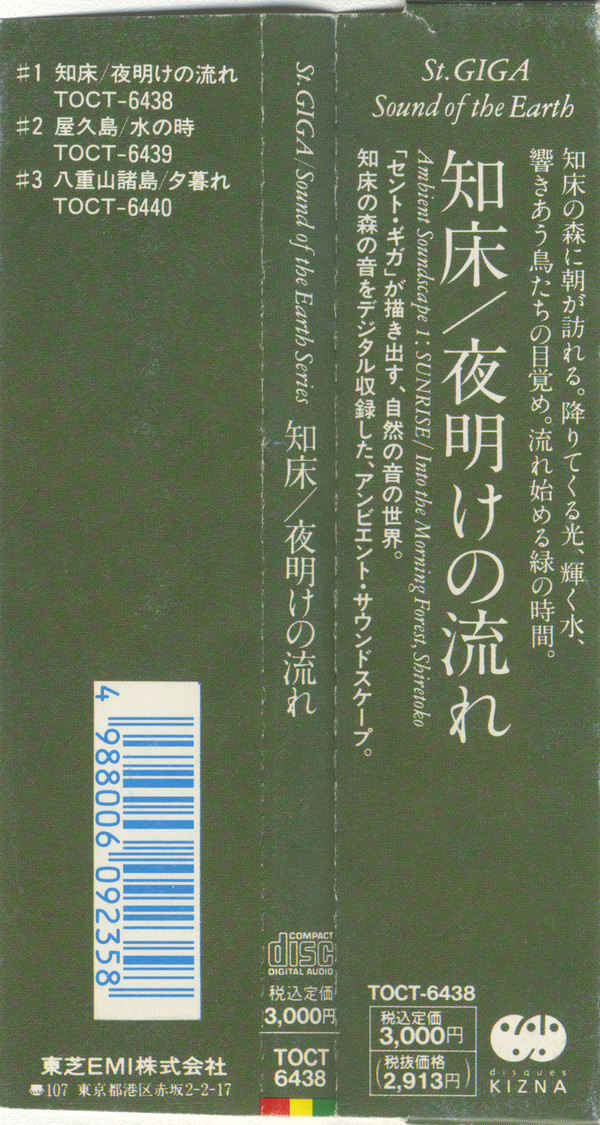 ♯1 知床/夜明けの流れ
TOCT-6438
♯2 屋久島/水の時
TOCT-6439
♯3 八重山諸島/夕暮れ
TOCT-6440
4 988006 092358
東芝EMI株式会社
107 東京都港区赤坂2-2-17
St.GIGA/Sound of the Earth Series
知床/夜明けの流れ
COMPACT
disc
DIGITAL AUDIO
税込定価
3,000円
TOCT
6438
St.GIGA
Sound of the Earth
知床の森に朝が訪れる。降りてくる光、輝く水、
響きあう鳥たちの目覚め。流れ始める緑の時間。
知床/夜明けの流れ
Ambient Soundscape 1: SUNRISE / Into the Morning Forest, Shiretoko
「セント・ギガ」が描き出す、自然の音の世界。
知床の森の音をデジタル収録した、アンビエント・サウンドスケープ。
TOCT-6438
税込定価
3,000円
(税抜価格
2,913円)
disques
KIZNA